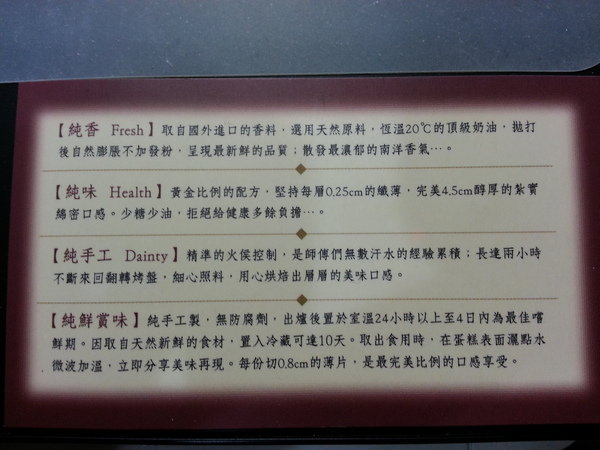 【純香 Fresh】取自國外進口的香料，選用天然原料，恆溫20℃的頂級奶油，拋打
後自然膨脹不加發粉，呈現最新鮮的品質；散發最濃郁的南洋香氣…。
【純味 Health】黃金比例的配方，堅持每層0.25cm的纖薄，完美4.5cm醇厚的紮實
綿密口感。少糖少油，拒絕給健康多餘負擔…。
【純手工 Dainty】精準的火侯控制，是師傅們無數汗水的經驗累積；長達兩小時
不斷來回翻轉烤盤，細心照料，用心烘焙出層層的美味口感。
【純鮮賞味】純手工製，無防腐劑，出爐後置於室溫24小時以上至4日內為最佳嚐
鮮期。因取自天然新鮮的食材，置入冷藏可達10天。取出食用時，在蛋糕表面灑點水
微波加溫，立即分享美味再現。每份切0.8cm的薄片，是最完美比例的口感享受。